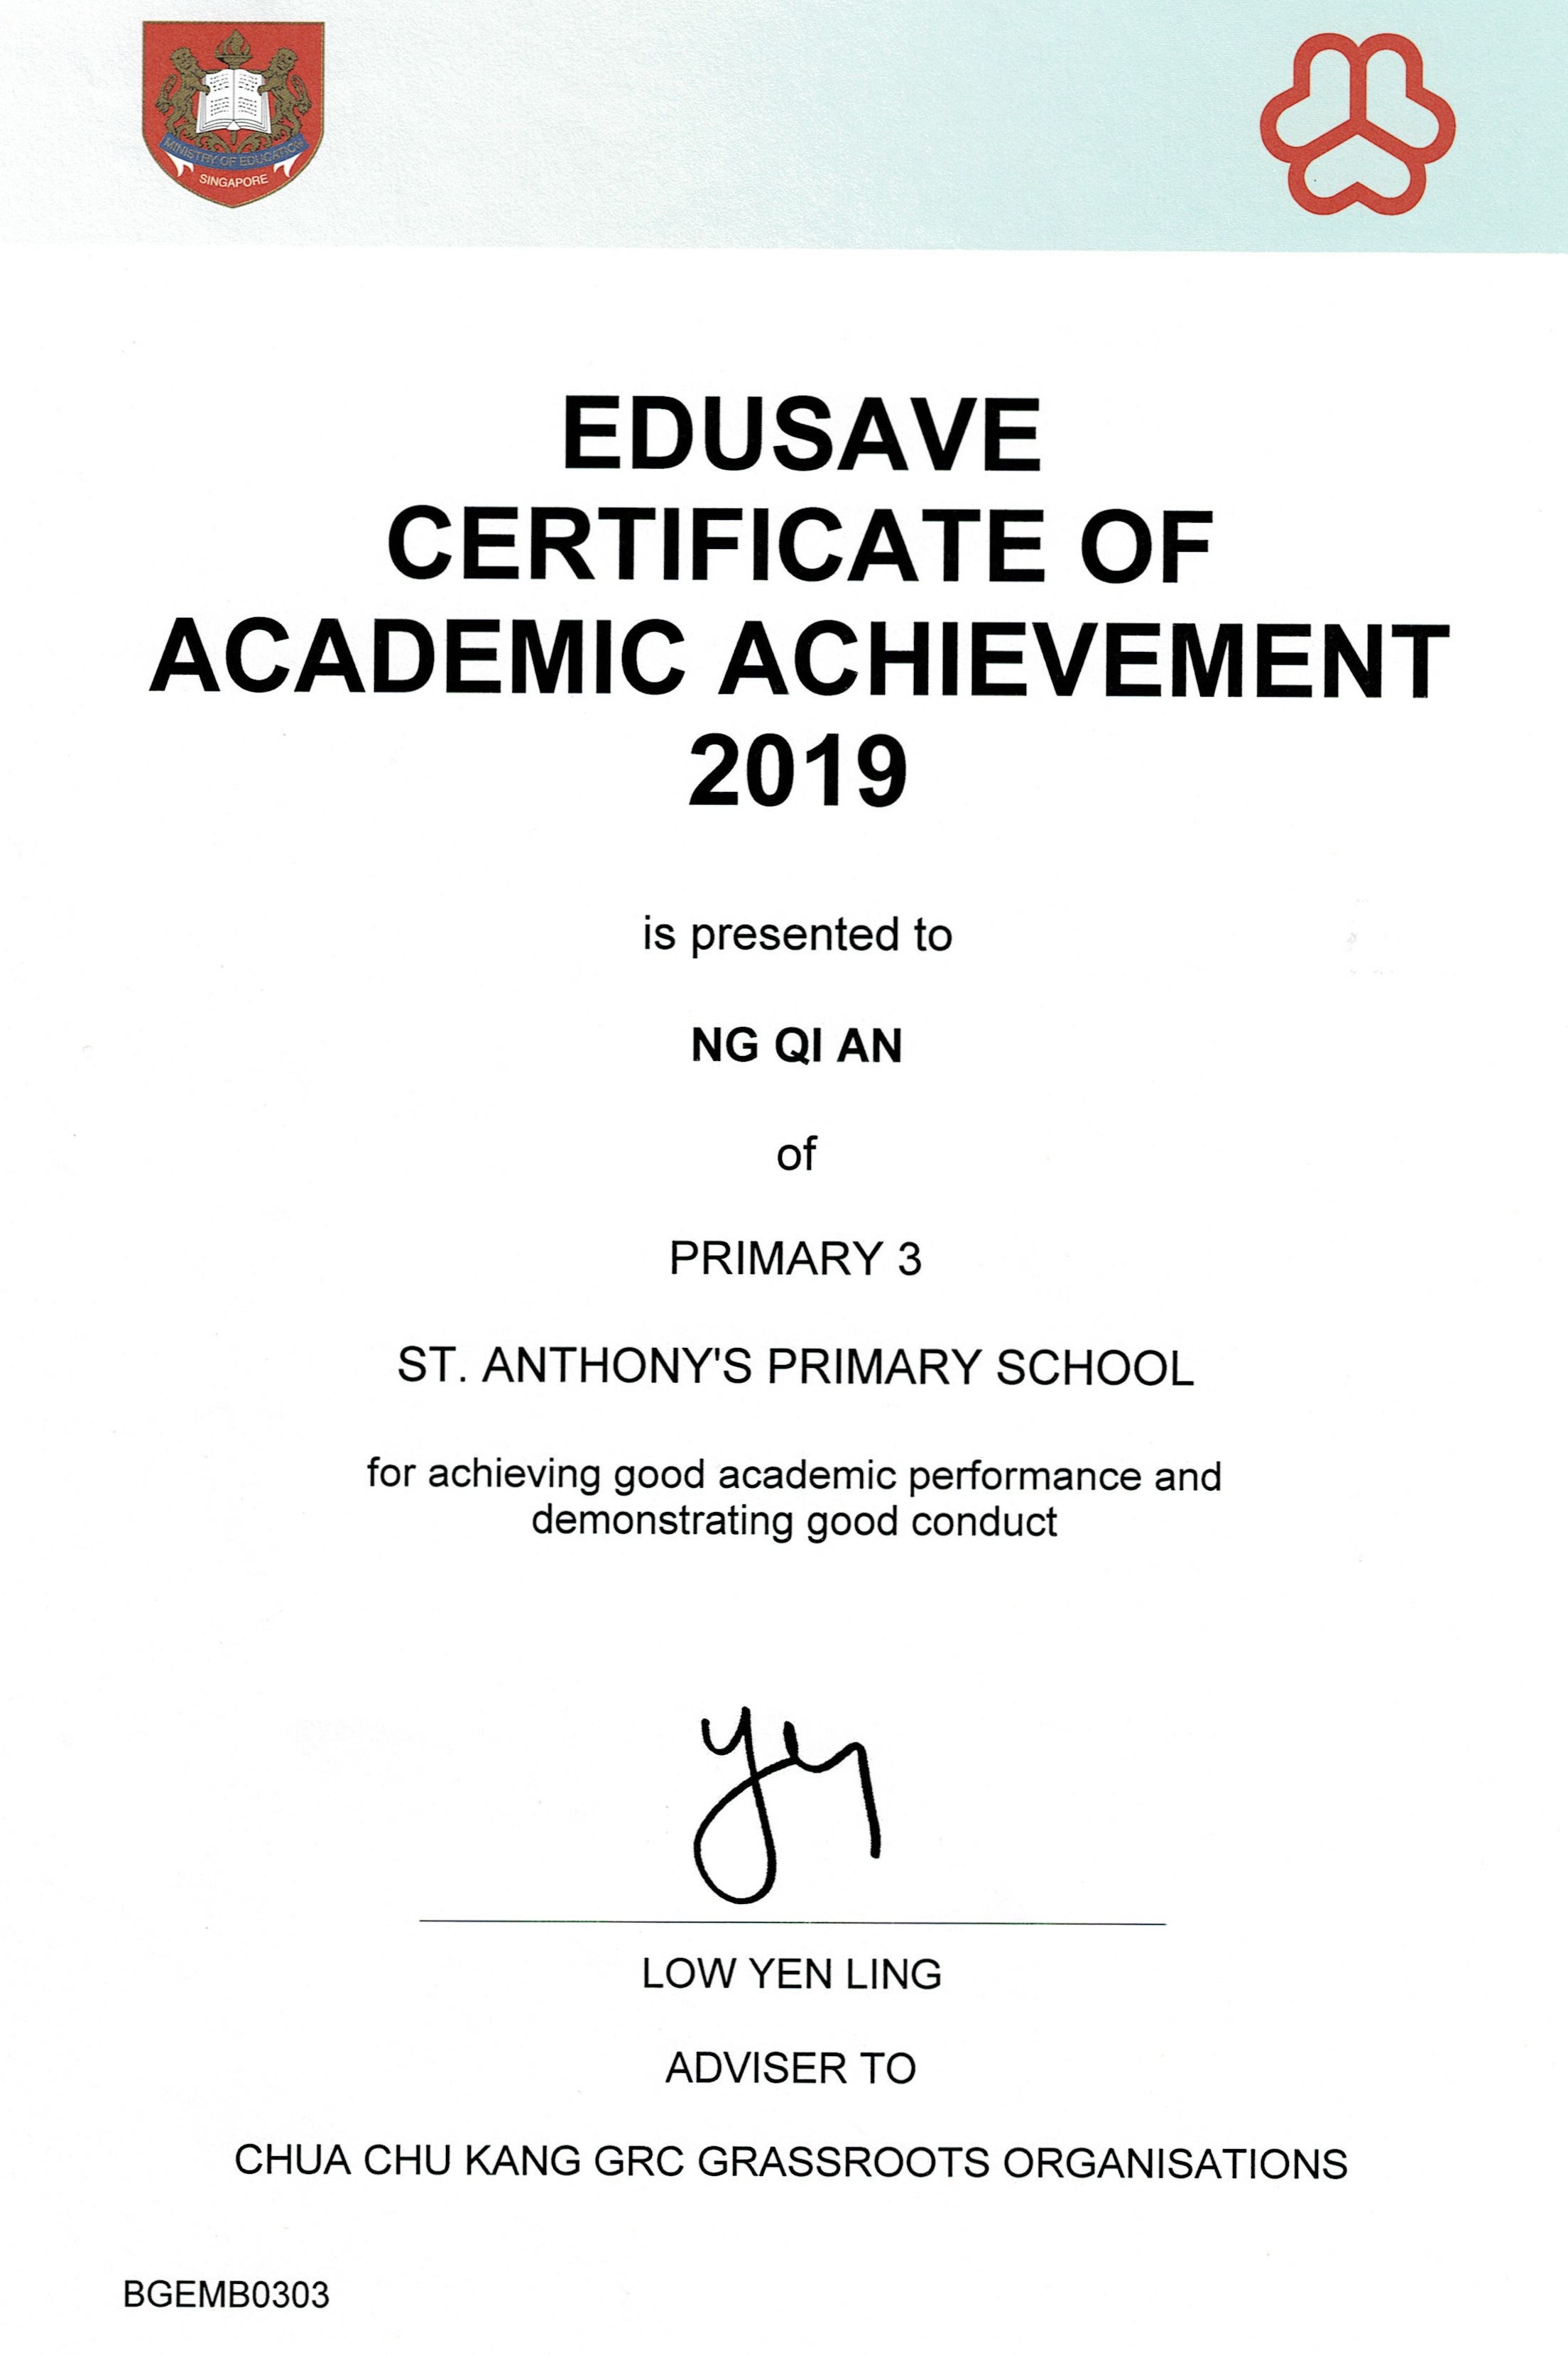 MINISTRY OF EDUCATION
SINGAPORE
EDUSAVE
CERTIFICATE OF
ACADEMIC ACHIEVEMENT
2019
is presented to
NG QI AN
of
PRIMARY 3
ST. ANTHONY'S PRIMARY SCHOOL
for achieving good academic performance and
demonstrating good conduct
LOW YEN LING
ADVISER TO
CHUA CHU KANG GRC GRASSROOTS ORGANISATIONS
BGEMB0303